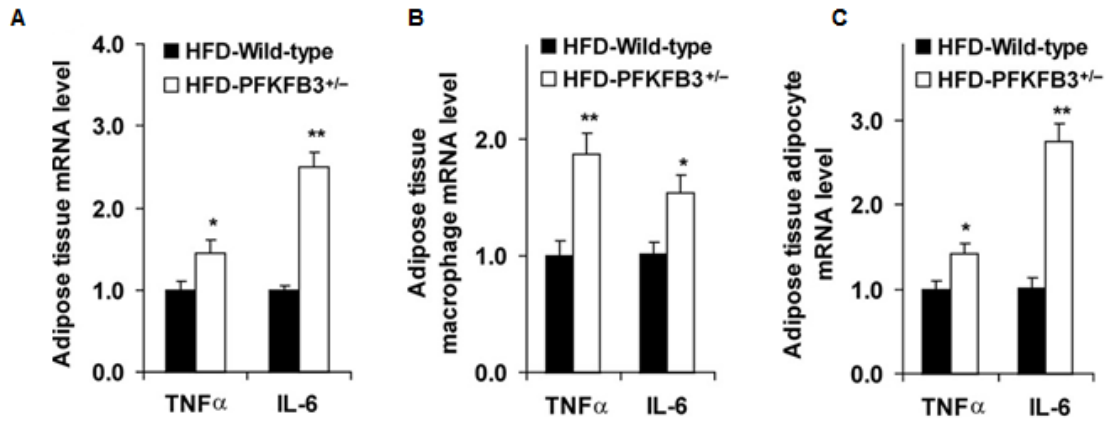 A
Adipose tissue mRNA level
4.0
3.0
2.0
1.0
0.0
HFD-Wild-type
HFD-PFKFB3+/–
*
**
TNFα
IL-6
B
Adipose tissue
macrophage mRNA level
2.0
1.0
0.0
HFD-Wild-type
HFD-PFKFB3+/–
**
*
TNFα
IL-6
C
Adipose tissue adipocyte
mRNA level
3.0
2.0
1.0
0.0
HFD-Wild-type
HFD-PFKFB3+/–
*
**
TNFα
IL-6